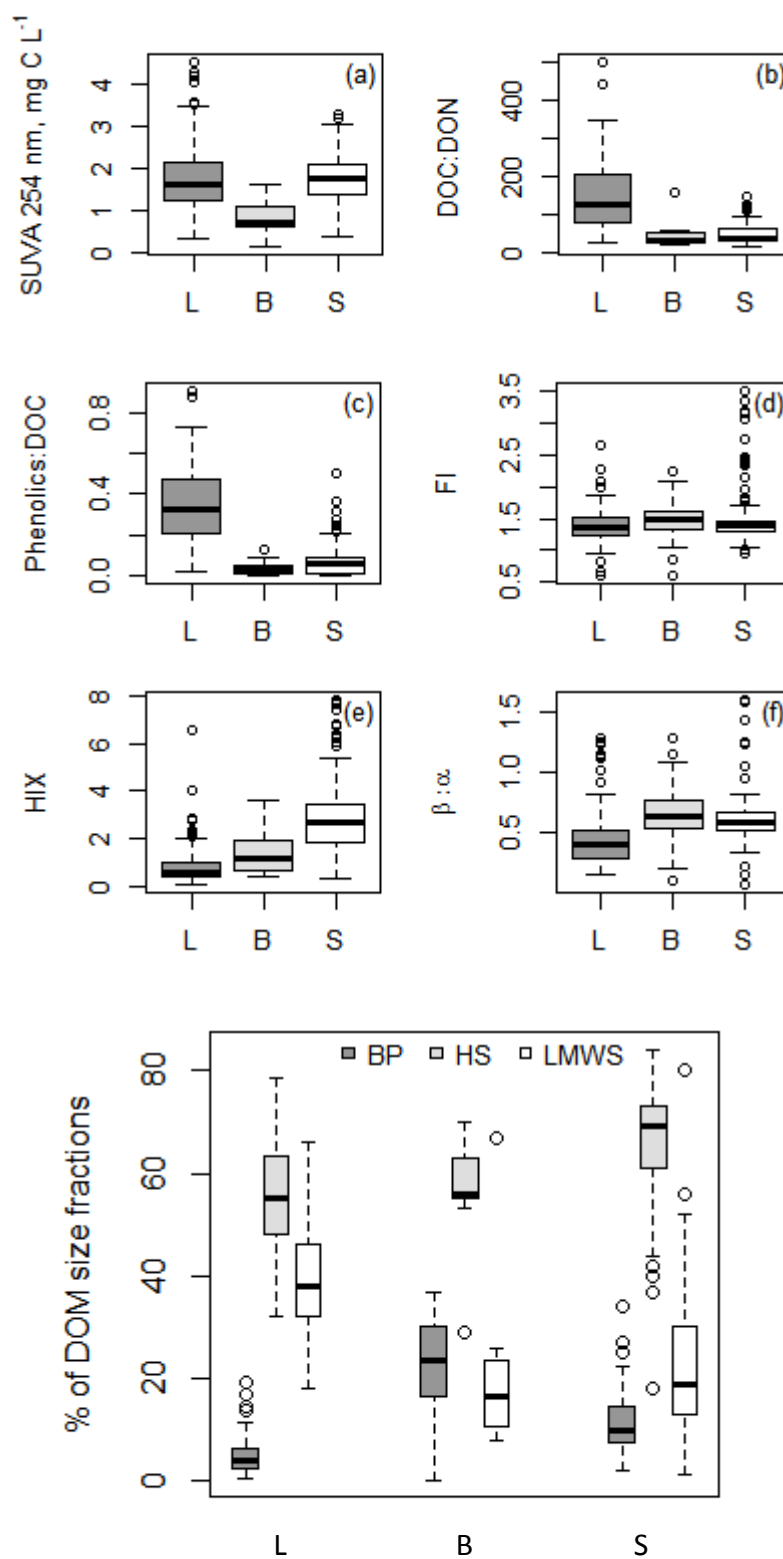 SUVA 254 nm, mg C L⁻¹
0 1 2 3 4
(a)
L B S
DOC:DON
0 200 400
(b)
L B S
Phenolics:DOC
0.0 0.4 0.8
(c)
L B S
FI
0.5 1.5 2.5 3.5
(d)
L B S
HIX
0 2 4 6 8
(e)
L B S
β:α
0.5 1.0 1.5
(f)
L B S
% of DOM size fractions
0 20 40 60 80
BP HS LMWS
L B S